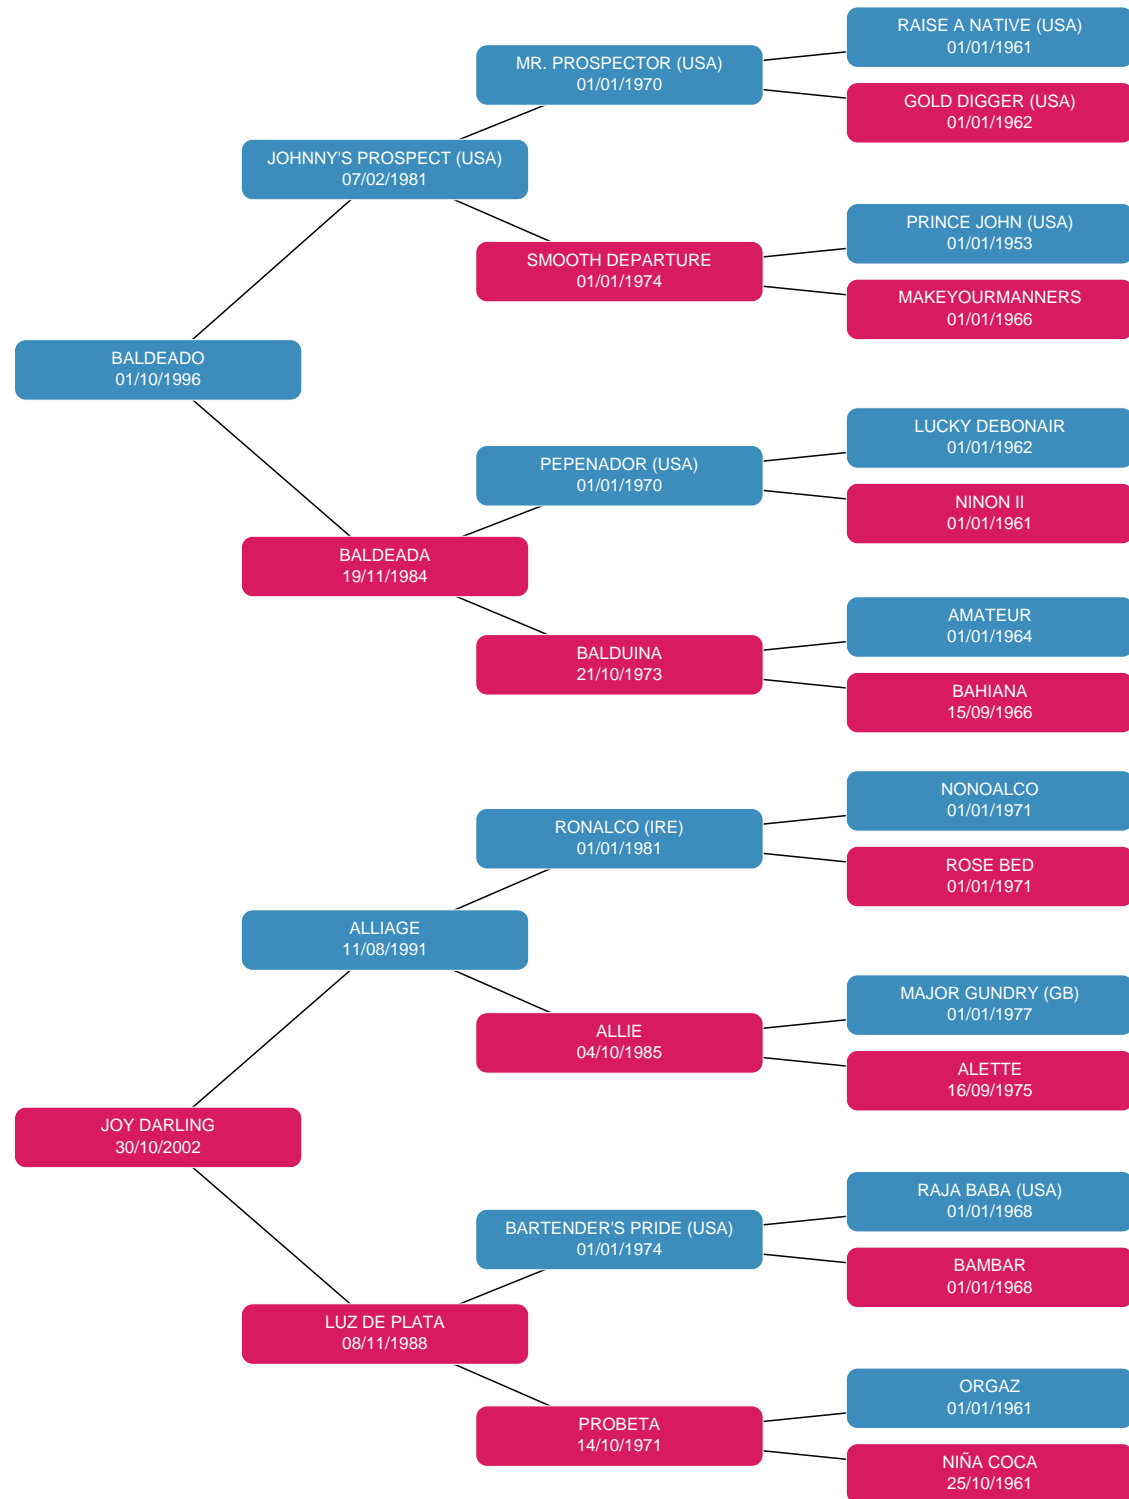 RAISE A NATIVE (USA)
01/01/1961
MR. PROSPECTOR (USA)
01/01/1970
GOLD DIGGER (USA)
01/01/1962
JOHNNY'S PROSPECT (USA)
07/02/1981
PRINCE JOHN (USA)
01/01/1953
SMOOTH DEPARTURE
01/01/1974
MAKEYOURMANNERS
01/01/1966
BALDEADO
01/10/1996
LUCKY DEBONAIR
01/01/1962
PEPENADOR (USA)
01/01/1970
NINON II
01/01/1961
BALDEADA
19/11/1984
AMATEUR
01/01/1964
BALDUINA
21/10/1973
BAHIANA
15/09/1966
NONOALCO
01/01/1971
RONALCO (IRE)
01/01/1981
ROSE BED
01/01/1971
ALLIAGE
11/08/1991
MAJOR GUNDRY (GB)
01/01/1977
ALLIE
04/10/1985
ALETTE
16/09/1975
JOY DARLING
30/10/2002
RAJA BABA (USA)
01/01/1968
BARTENDER'S PRIDE (USA)
01/01/1974
BAMBAR
01/01/1968
LUZ DE PLATA
08/11/1988
ORGAZ
01/01/1961
PROBETA
14/10/1971
NIÑA COCA
25/10/1961